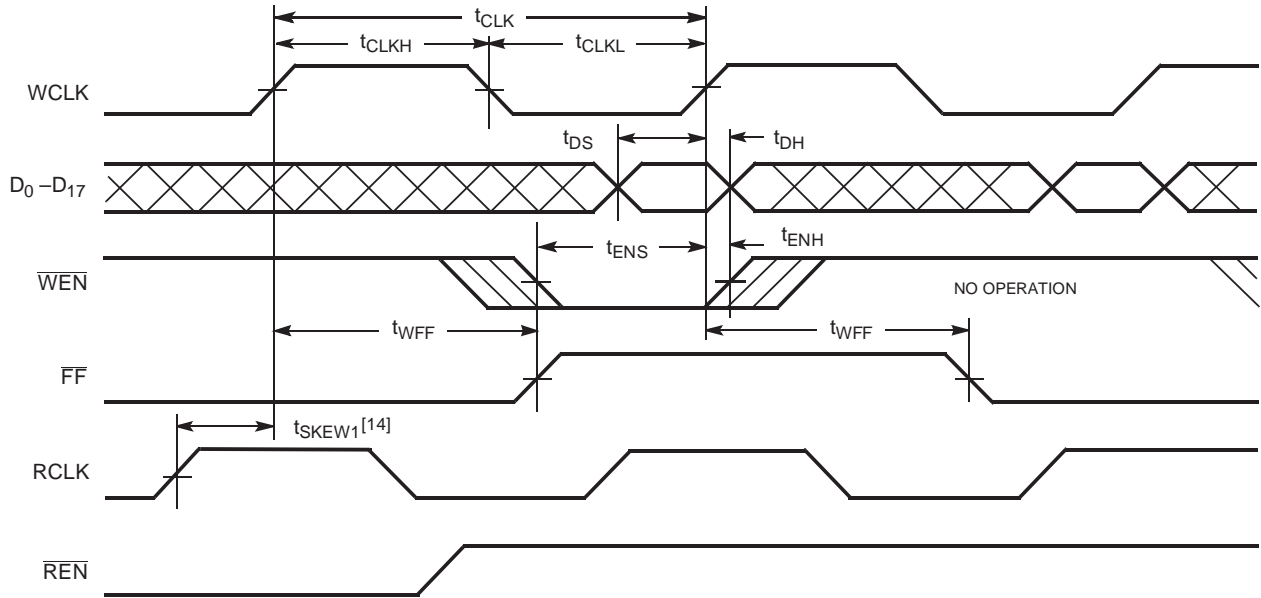 tCLK
tCLKH tCLKL
WCLK
tDS tDH
D0 –D17
tENS tENH
WEN
NO OPERATION
tWFF tWFF
FF
tSKEW1[14]
RCLK
REN